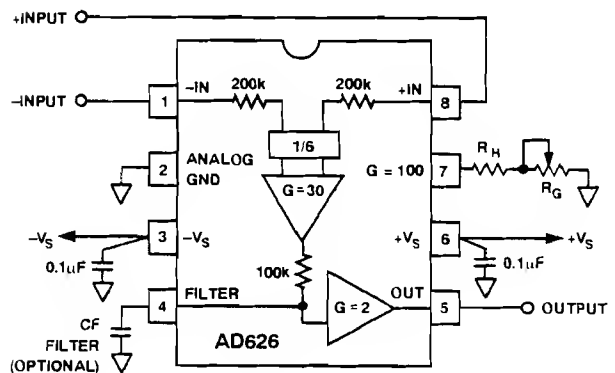 +INPUT
–INPUT
–IN
200k
200k
+IN
1
8
1/6
2
ANALOG
GND
G = 30
G = 100
7
R_H
R_G
–V_S
3
–V_S
+V_S
6
+V_S
0.1µF
0.1µF
100k
4
FILTER
G = 2
OUT
5
OUTPUT
CF
FILTER
(OPTIONAL)
AD626